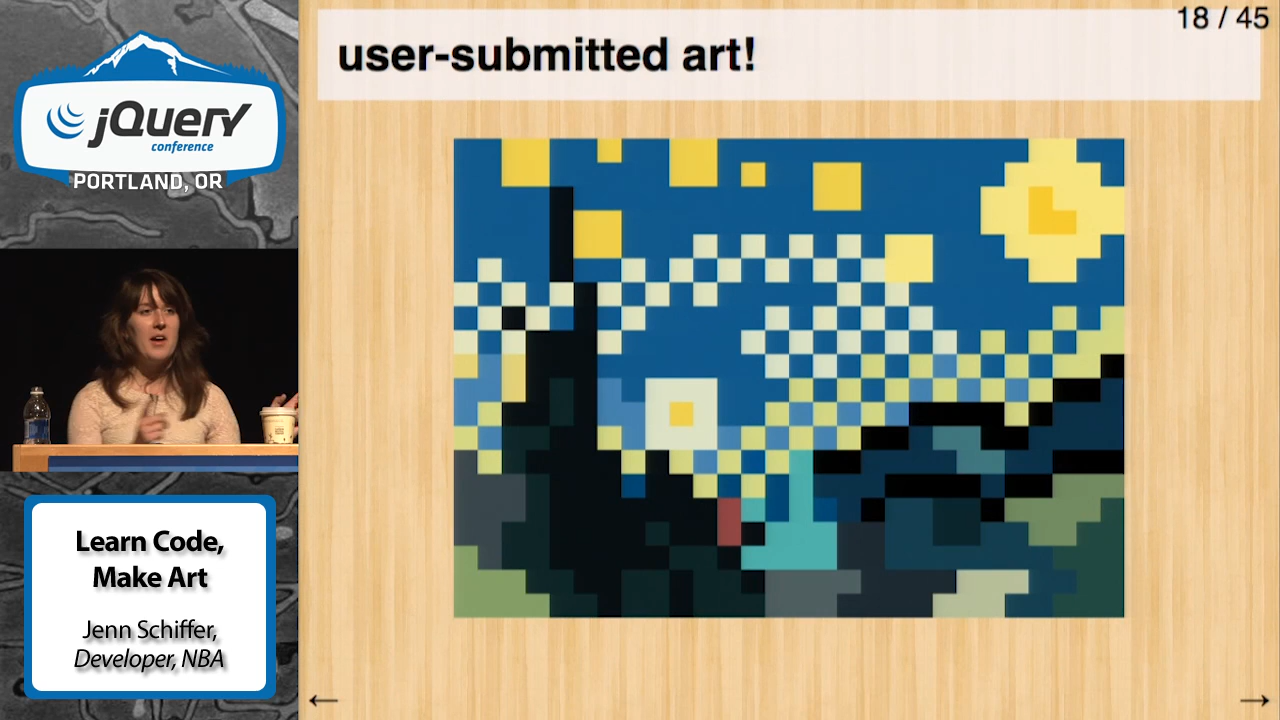 jQuery
conference
PORTLAND, OR
Learn Code,
Make Art
Jenn Schiffer,
Developer, NBA
18 / 45
user-submitted art!
← →